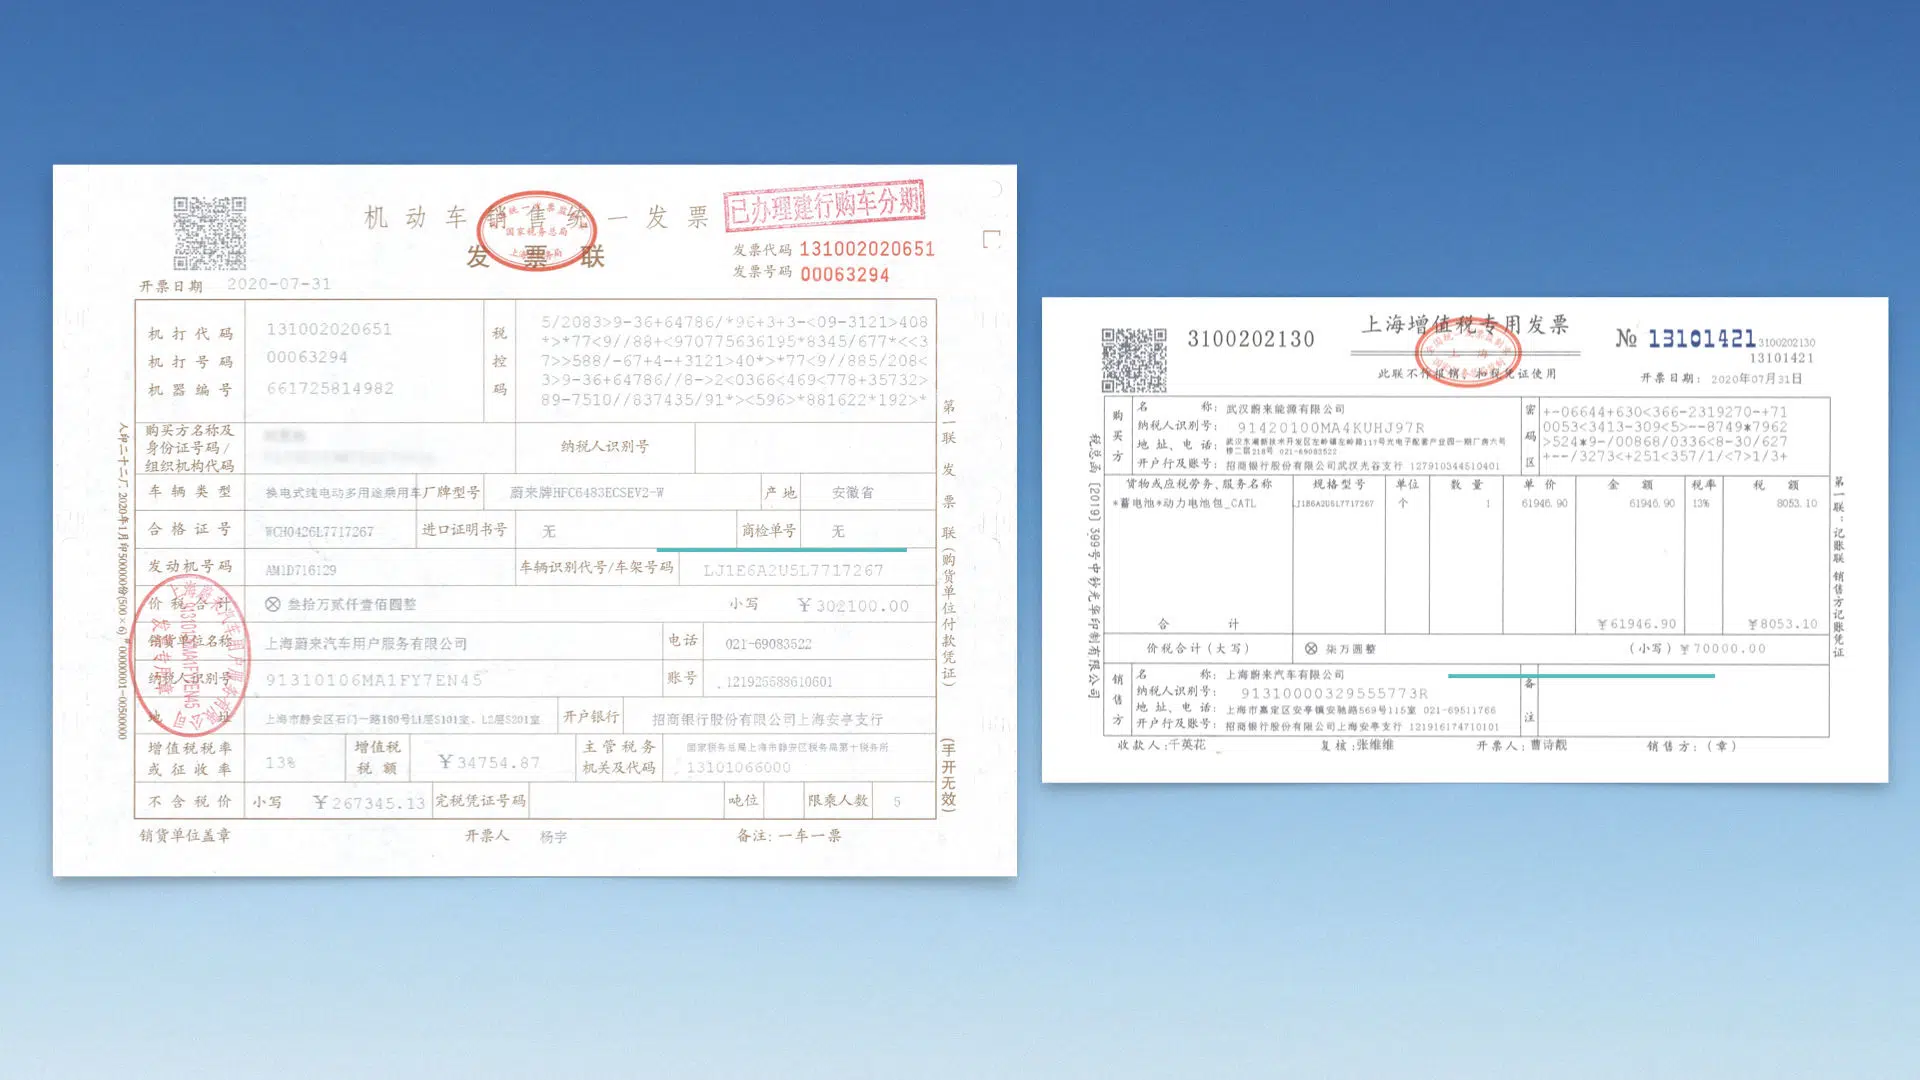 机动车销售统一发票
发票联
国家税务总局
已办理建行购车分期
发票代码 131002020651
发票号码 00063294
开票日期 2020-07-31
机打代码 131002020651
机打号码 00063294
机器编号 661725814982
税控码
5/2083>9-36+64786/*96+3+3-<09-3121>408
*>*77<9//88+<970775636195*8345/677*<<3
7>>588/-67+4-+3121>40*>*77<9//885/208<
3>9-36+64786//8->2<0366<469<778+35732>
89-7510//837435/91*><596>*881622*192>*
购买方名称及身份证号码/组织机构代码 纳税人识别号
车辆类型 换电式纯电动多用途乘用车 厂牌型号 蔚来牌HFC6483ECSEV2-W 产地 安徽省
合格证号 WCH0426L7717267 进口证明书号 无 商检单号 无
发动机号码 AM1D716129 车辆识别代号/车架号码 LJ1E6A2U5L7717267
价税合计 ⊗ 叁拾万贰仟壹佰圆整 小写 ¥302100.00
销货单位名称 上海蔚来汽车用户服务有限公司 电话 021-69083522
纳税人识别号 91310106MA1FY7EN45 账号 121925588610601
地址 上海市静安区石门一路180号L1层S101室、L2层S201室 开户银行 招商银行股份有限公司上海安亭支行
增值税税率或征收率 13% 增值税税额 ¥34754.87 主管税务机关及代码 国家税务总局上海市静安区税务局第十税务所 13101066000
不含税价 小写 ¥267345.13 完税凭证号码 吨位 限乘人数 5
销货单位盖章 开票人 杨宇 备注: 一车一票
第一联 发票联 (购货单位付款凭证) (手开无效)
3100202130
上海增值税专用发票
此联不作报销、扣税凭证使用
№ 13101421
3100202130
13101421
开票日期: 2020年07月31日
购买方
名称: 武汉蔚来能源有限公司
纳税人识别号: 91420100MA4KUHJ97R
地址、电话: 武汉东湖新技术开发区左岭镇左岭路117号光电子配套产业园一期厂房六号楼二层218号 021-69083522
开户行及账号: 招商银行股份有限公司武汉光谷支行 127910344510401
密码区
+-06644+630<366-2319270-+71
0053<3413-309<5>--8749*7962
>524*9-/00868/0336<8-30/627
+--/3273<+251<357/1/<7>1/3+
货物或应税劳务、服务名称 规格型号 单位 数量 单价 金额 税率 税额
*蓄电池*动力电池包_CATL LJ1E6A2U5L7717267 个 1 61946.90 61946.90 13% 8053.10
合计 ¥61946.90 ¥8053.10
价税合计(大写) ⊗ 柒万圆整 (小写) ¥70000.00
销售方
名称: 上海蔚来汽车有限公司
纳税人识别号: 91310000329555773R
地址、电话: 上海市嘉定区安亭镇安驰路569号115室 021-69511766
开户行及账号: 招商银行股份有限公司上海安亭支行 121916174710101
备注
收款人: 千英花 复核: 张维维 开票人: 曹诗靓 销售方: (章)
第一联: 记账联 销售方记账凭证